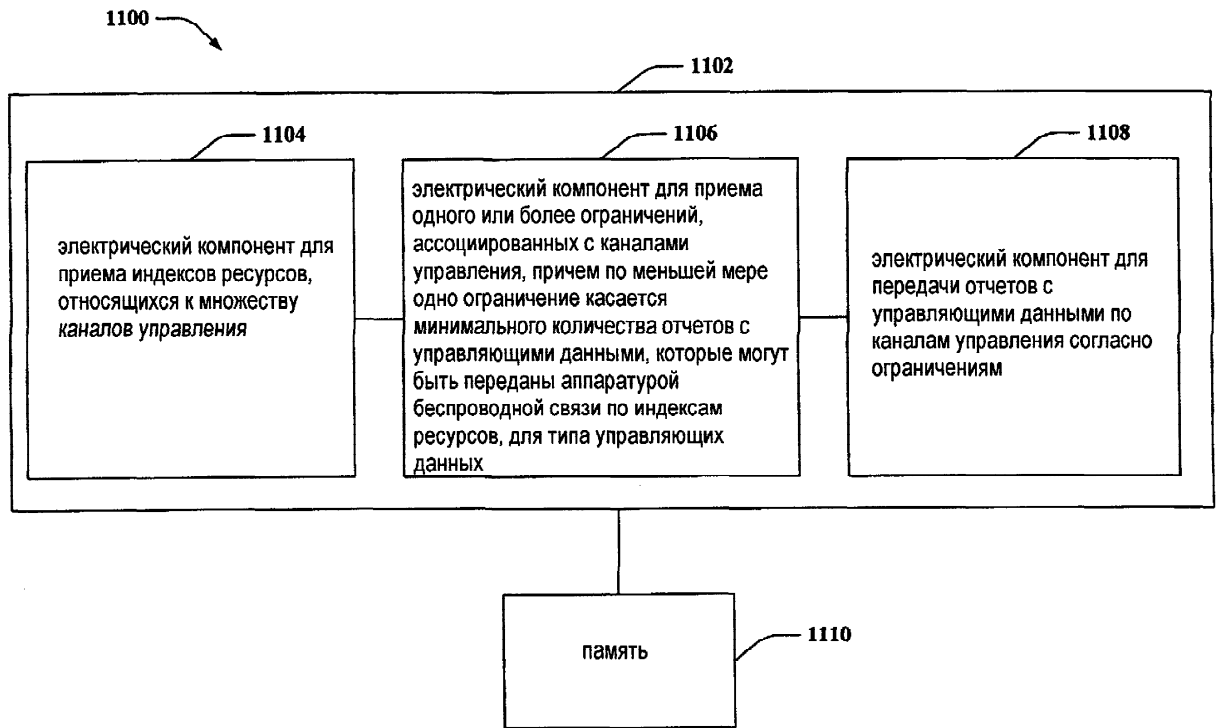 1100
1102
1104
1106
1108
электрический компонент для
приема индексов ресурсов,
относящихся к множеству
каналов управления
электрический компонент для приема
одного или более ограничений,
ассоциированных с каналами
управления, причем по меньшей мере
одно ограничение касается
минимального количества отчетов с
управляющими данными, которые могут
быть переданы аппаратурой
беспроводной связи по индексам
ресурсов, для типа управляющих
данных
электрический компонент для
передачи отчетов с
управляющими данными по
каналам управления согласно
ограничениям
память
1110